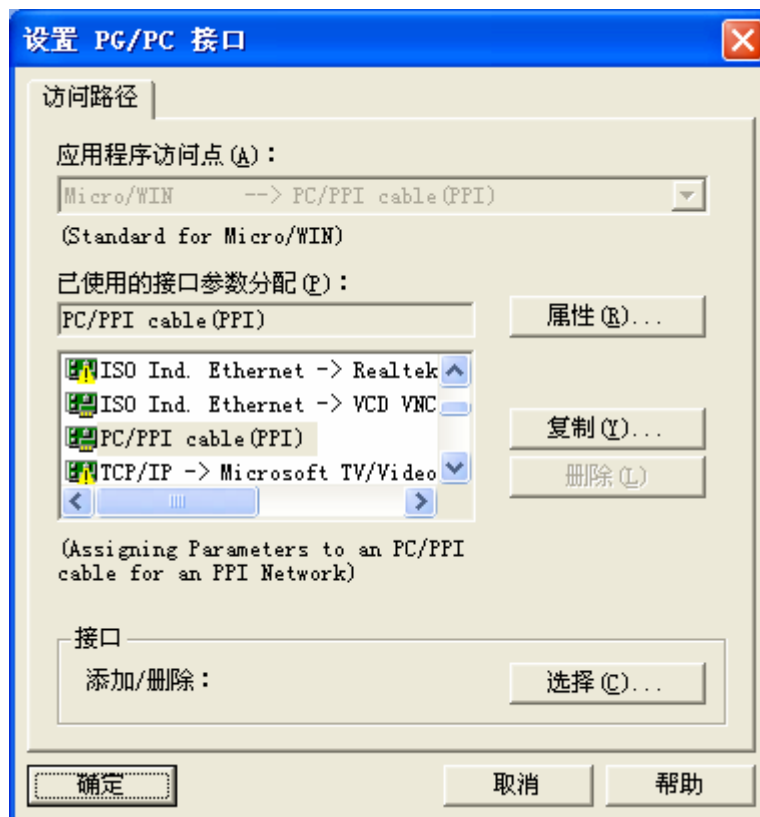 设置 PG/PC 接口
访问路径
应用程序访问点(A):
Micro/WIN --> PC/PPI cable(PPI)
(Standard for Micro/WIN)
已使用的接口参数分配(P):
PC/PPI cable(PPI)
属性(R)...
ISO Ind. Ethernet -> Realtek
ISO Ind. Ethernet -> VCD VNC
PC/PPI cable(PPI)
TCP/IP -> Microsoft TV/Video
复制(Y)...
删除(L)
(Assigning Parameters to an PC/PPI
cable for an PPI Network)
接口
添加/删除:
选择(C)...
确定
取消
帮助